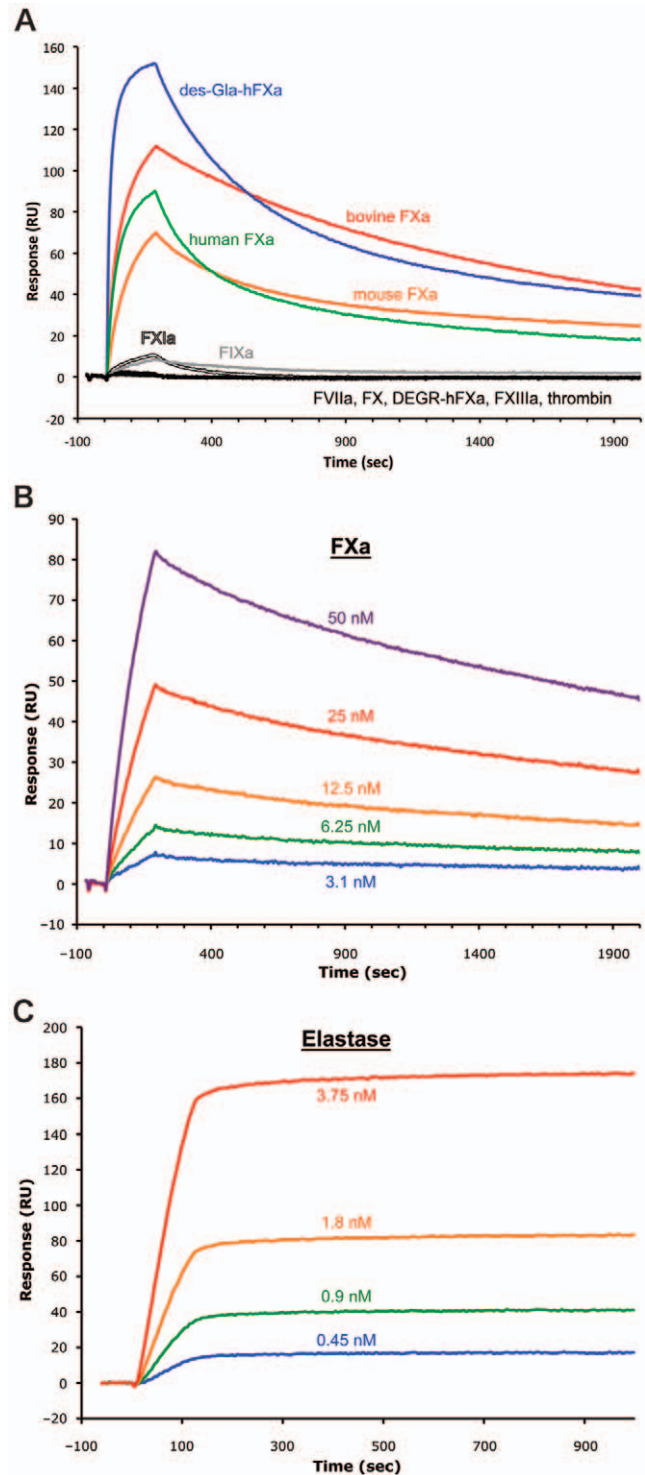 A
160
140
120
100
80
60
40
20
0
-20
Response (RU)
des-Gla-hFXa
bovine FXa
human FXa
mouse FXa
FXIa
FIXa
FVIIa, FX, DEGR-hFXa, FXIIIa, thrombin
-100 400 900 1400 1900
Time (sec)
B
FXa
90
80
70
60
50
40
30
20
10
0
−10
Response (RU)
50 nM
25 nM
12.5 nM
6.25 nM
3.1 nM
−100 400 900 1400 1900
Time (sec)
C
Elastase
200
180
160
140
120
100
80
60
40
20
0
−20
Response (RU)
3.75 nM
1.8 nM
0.9 nM
0.45 nM
−100 100 300 500 700 900
Time (sec)